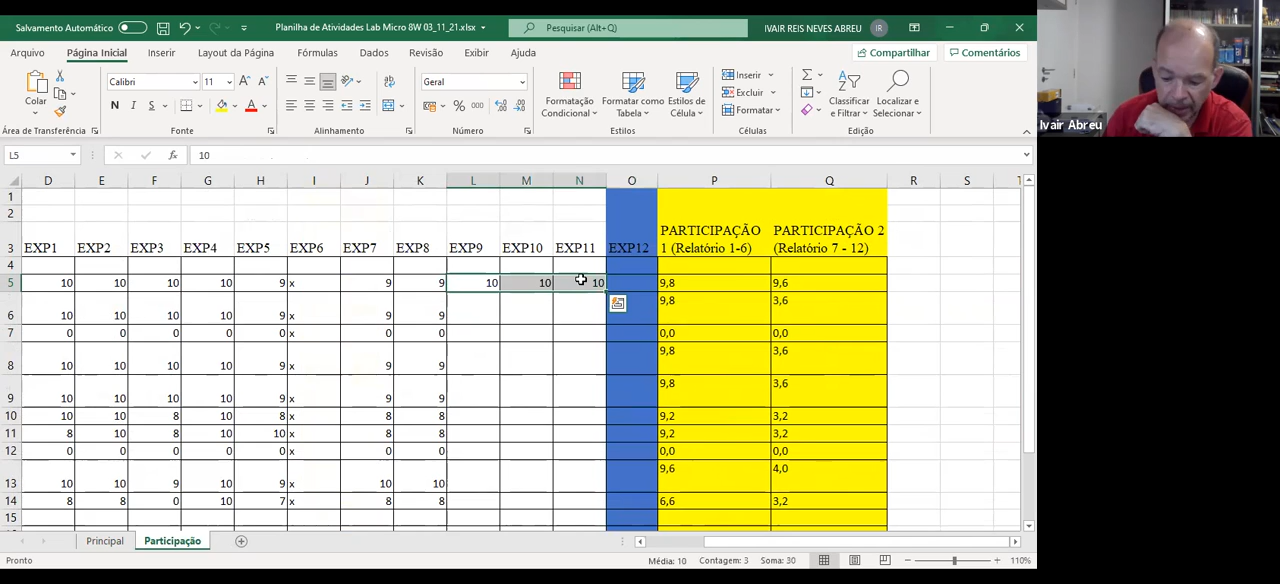 Salvamento Automático
Planilha de Atividades Lab Micro 8W 03_11_21.xlsx
Pesquisar (Alt+Q)
IVAIR REIS NEVES ABREU
IR
Arquivo Página Inicial Inserir Layout da Página Fórmulas Dados Revisão Exibir Ajuda
Compartilhar Comentários
Colar
Calibri 11
N I S
Geral
% 000
Formatação Condicional
Formatar como Tabela
Estilos de Célula
Inserir
Excluir
Formatar
Classificar e Filtrar
Localizar e Selecionar
Área de Transferência Fonte Alinhamento Número Estilos Células Edição
Ivair Abreu
L5 fx 10
D E F G H I J K L M N O P Q R S T
1
2
3 EXP1 EXP2 EXP3 EXP4 EXP5 EXP6 EXP7 EXP8 EXP9 EXP10 EXP11 EXP12 PARTICIPAÇÃO 1 (Relatório 1-6) PARTICIPAÇÃO 2 (Relatório 7 - 12)
4
5 10 10 10 10 9 x 9 9 10 10 10 9,8 9,6
6 10 10 10 10 9 x 9 9 9,8 3,6
7 0 0 0 0 0 x 0 0 0,0 0,0
8 10 10 10 10 9 x 9 9 9,8 3,6
9 10 10 10 10 9 x 9 9 9,8 3,6
10 10 10 8 10 8 x 8 8 9,2 3,2
11 8 10 8 10 10 x 8 8 9,2 3,2
12 0 0 0 0 0 x 0 0 0,0 0,0
13 10 10 9 10 9 x 10 10 9,6 4,0
14 8 8 0 10 7 x 8 8 6,6 3,2
15
Principal Participação
Pronto
Média: 10 Contagem: 3 Soma: 30
110%